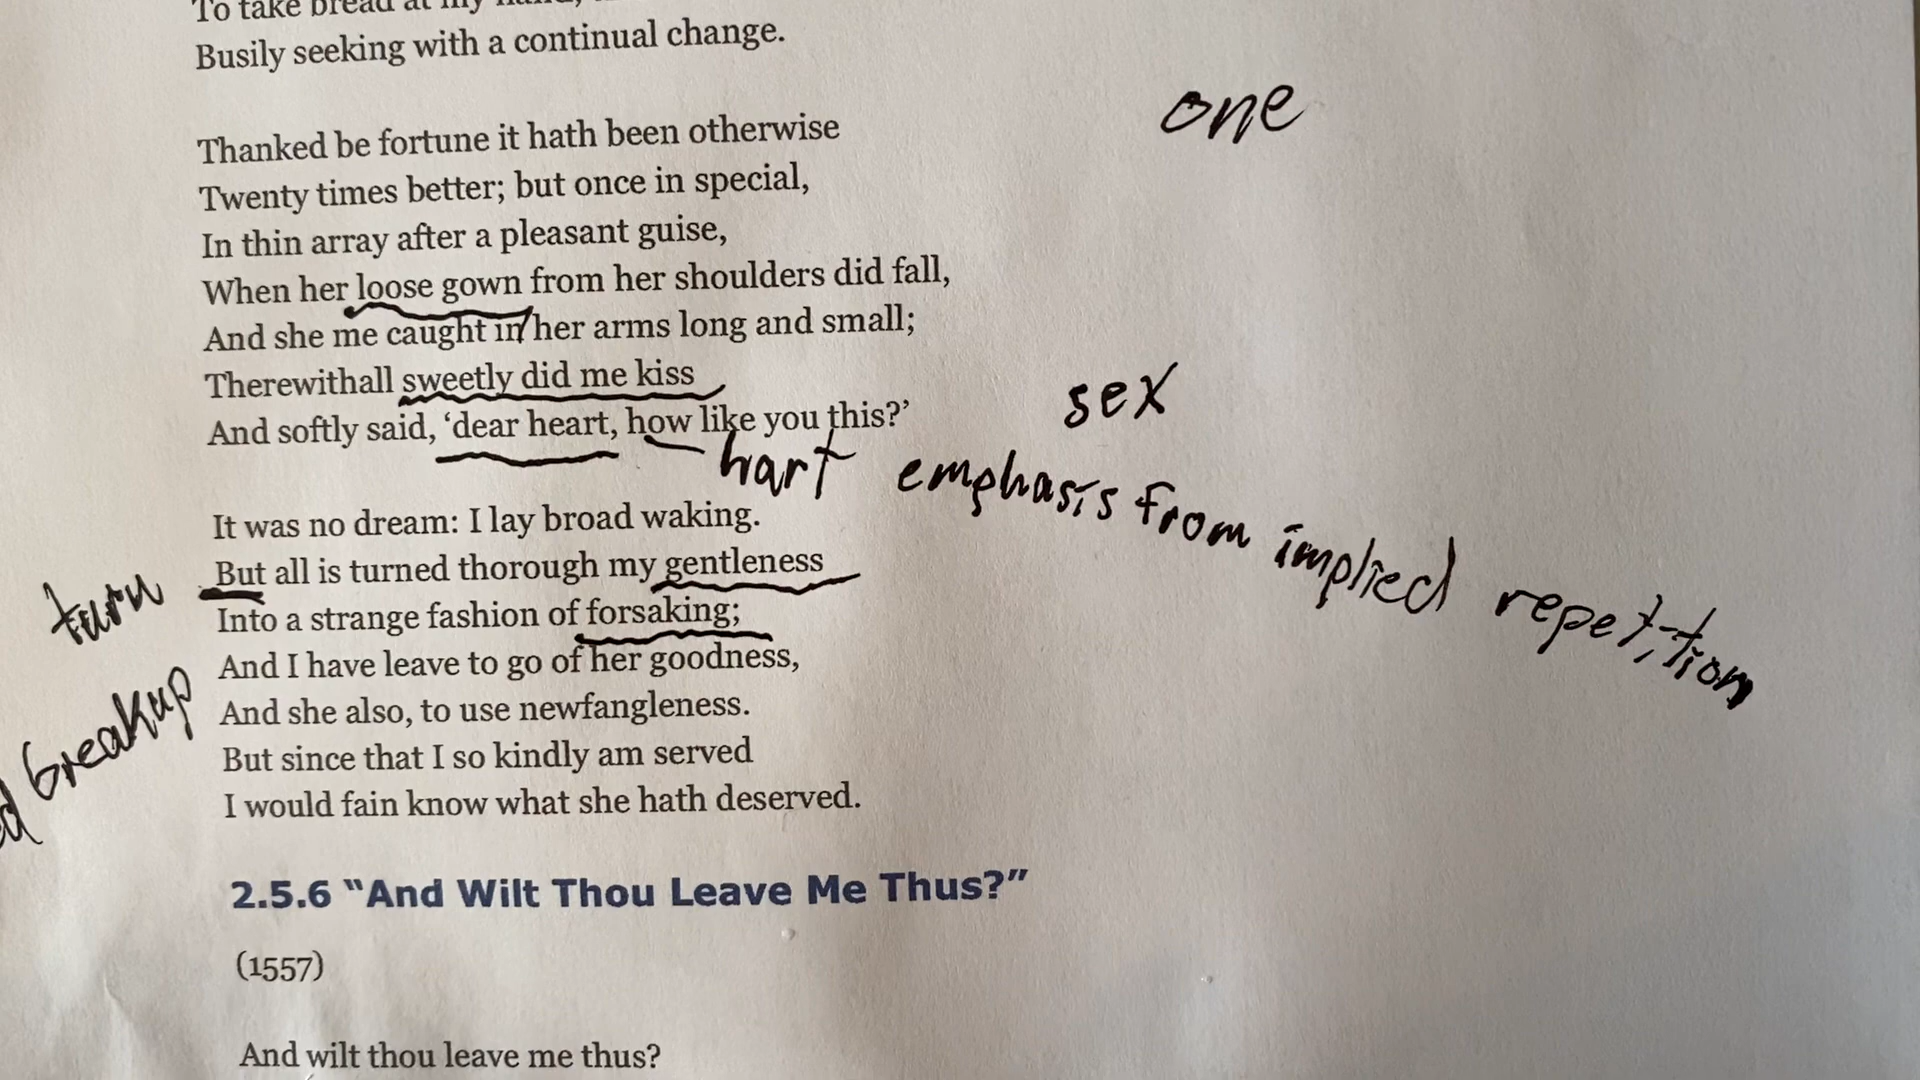 To take bread at my hand;
Busily seeking with a continual change.
one
Thanked be fortune it hath been otherwise
Twenty times better; but once in special,
In thin array after a pleasant guise,
When her loose gown from her shoulders did fall,
And she me caught in her arms long and small;
Therewithall sweetly did me kiss
sex
And softly said, ‘dear heart, how like you this?’
hart emphasis from implied repetition
It was no dream: I lay broad waking.
turn
But all is turned thorough my gentleness
Into a strange fashion of forsaking;
breakup
And I have leave to go of her goodness,
And she also, to use newfangleness.
But since that I so kindly am served
I would fain know what she hath deserved.
2.5.6 “And Wilt Thou Leave Me Thus?”
(1557)
And wilt thou leave me thus?